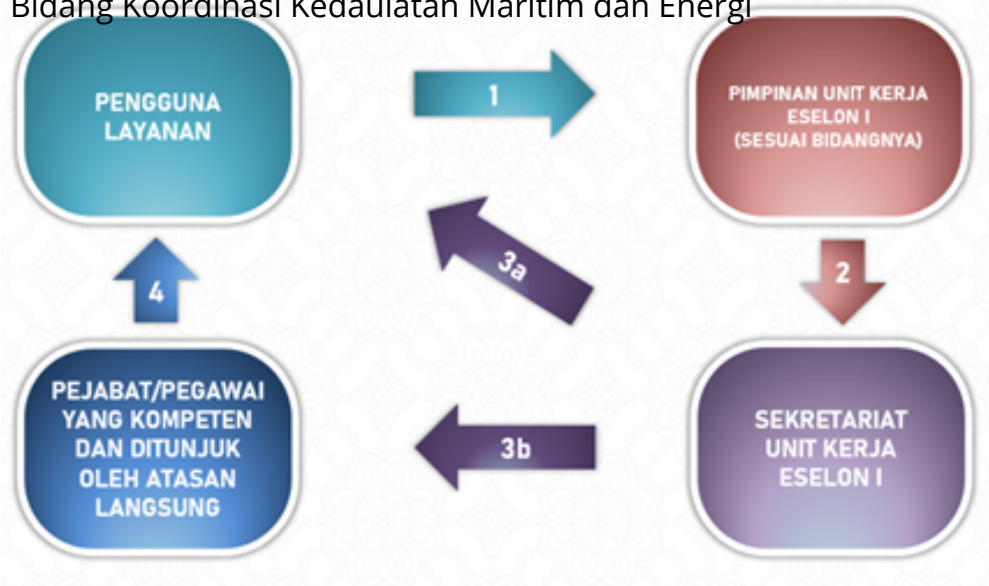 Bidang Koordinasi Kedaulatan Maritim dan Energi
PENGGUNA
LAYANAN
1
PIMPINAN UNIT KERJA
ESELON I
(SESUAI BIDANGNYA)
3a
4
2
PEJABAT/PEGAWAI
YANG KOMPETEN
DAN DITUNJUK
OLEH ATASAN
LANGSUNG
3b
SEKRETARIAT
UNIT KERJA
ESELON I